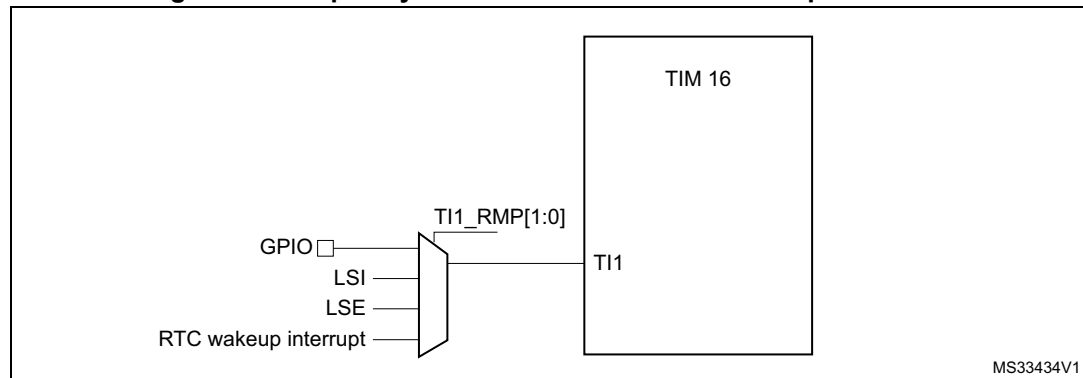 TIM 16
TI1_RMP[1:0]
GPIO
TI1
LSI
LSE
RTC wakeup interrupt
MS33434V1